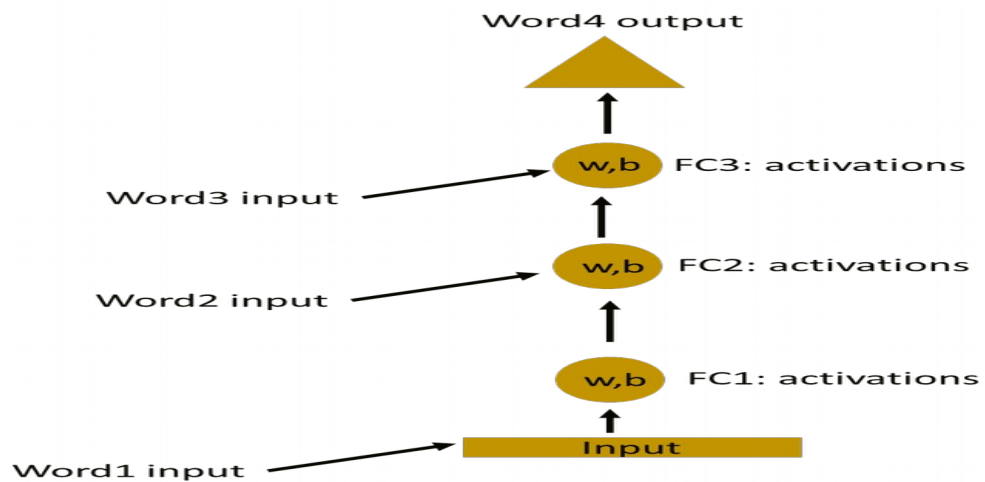 Word4 output
w,b FC3: activations
Word3 input
w,b FC2: activations
Word2 input
w,b FC1: activations
Input
Word1 input